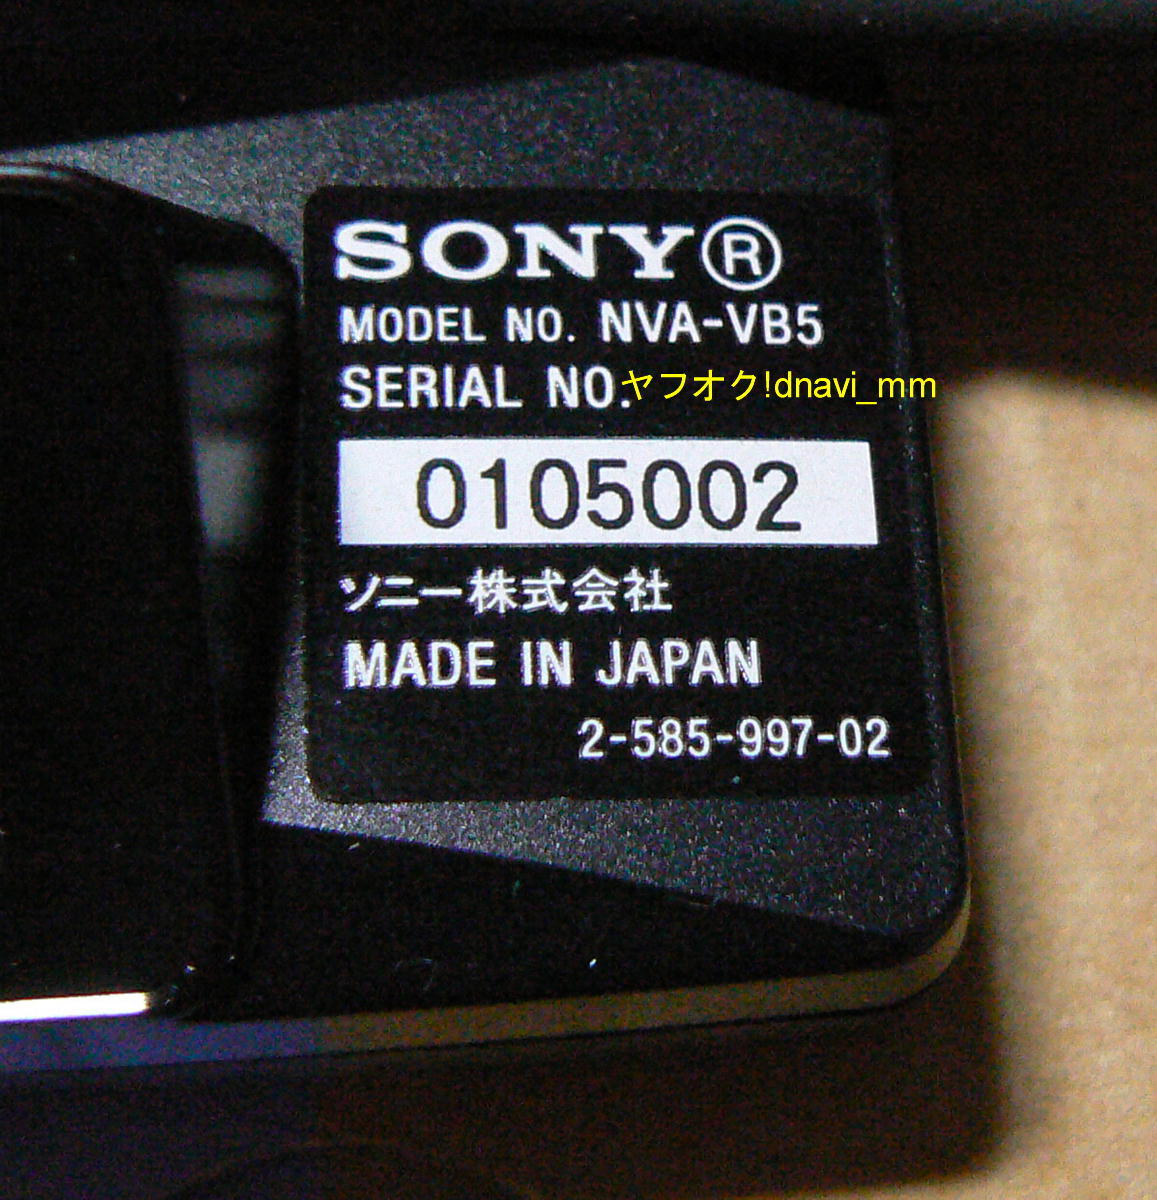 SONY®
MODEL NO. NVA-VB5
SERIAL NO.ヤフオク!dnavi_mm
0105002
ソニー株式会社
MADE IN JAPAN
2-585-997-02